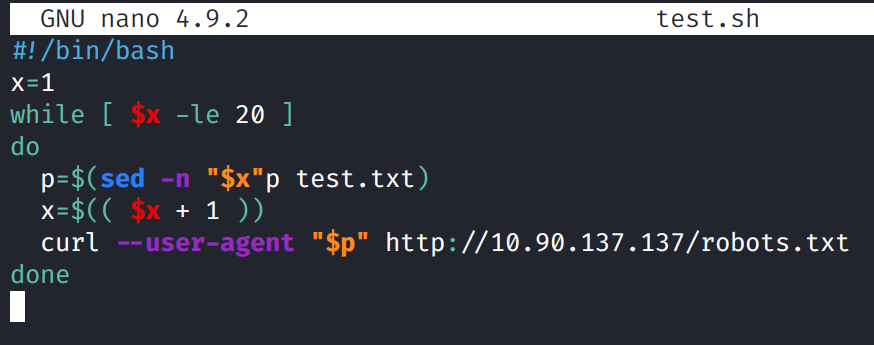 GNU nano 4.9.2 test.sh
#!/bin/bash
x=1
while [ $x -le 20 ]
do
  p=$(sed -n "$x"p test.txt)
  x=$(( $x + 1 ))
  curl --user-agent "$p" http://10.90.137.137/robots.txt
done